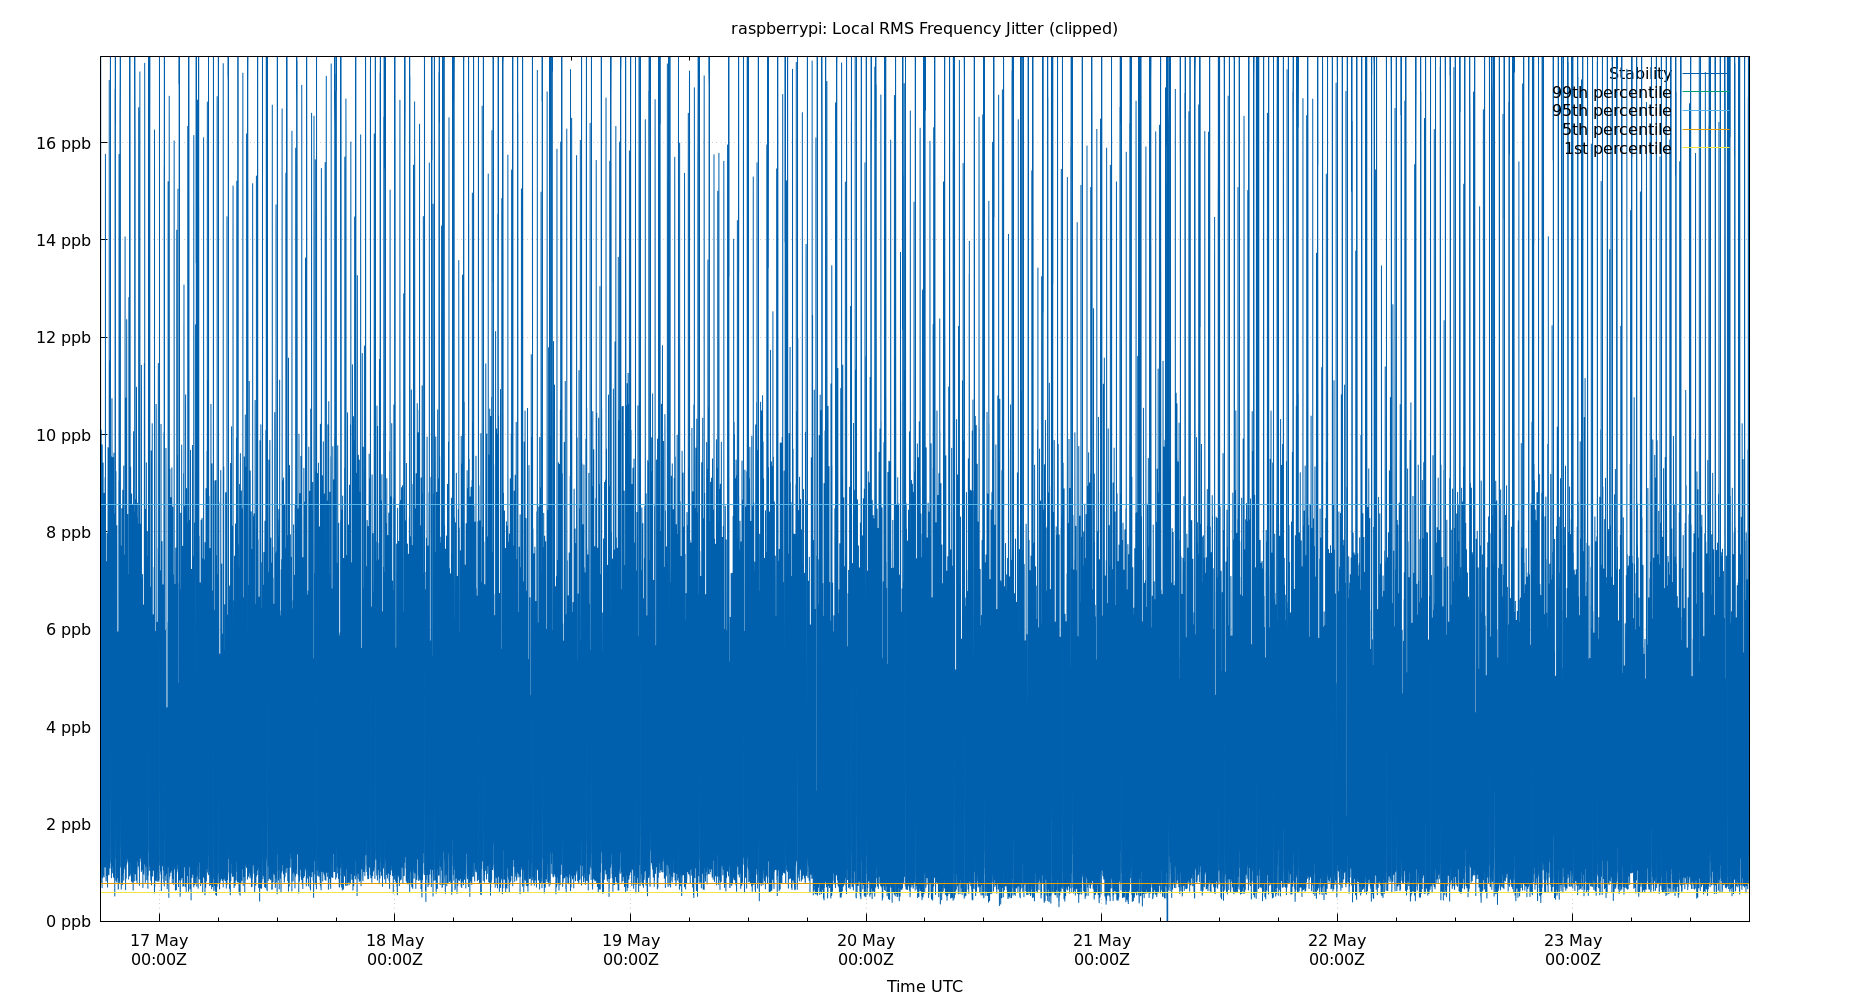 raspberrypi: Local RMS Frequency Jitter (clipped)
Stability
99th percentile
95th percentile
5th percentile
1st percentile
16 ppb
14 ppb
12 ppb
10 ppb
8 ppb
6 ppb
4 ppb
2 ppb
0 ppb
17 May 18 May 19 May 20 May 21 May 22 May 23 May
00:00Z 00:00Z 00:00Z 00:00Z 00:00Z 00:00Z 00:00Z
Time UTC